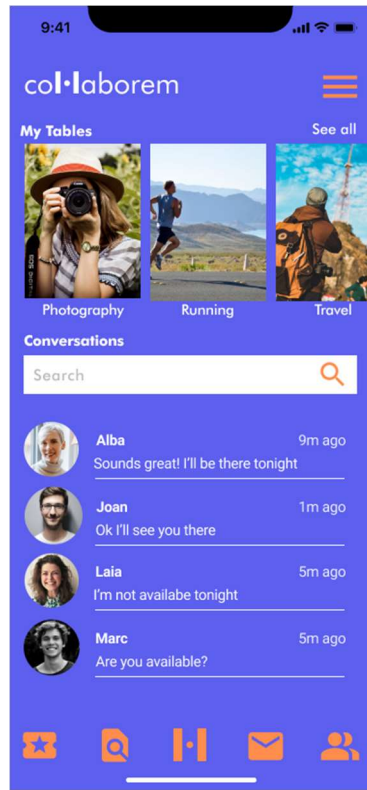 9:41
col·laborem
My Tables
See all
Photography
Running
Travel
Conversations
Search
Alba
9m ago
Sounds great! I'll be there tonight
Joan
1m ago
Ok I'll see you there
Laia
5m ago
I'm not availabe tonight
Marc
5m ago
Are you available?
l·l